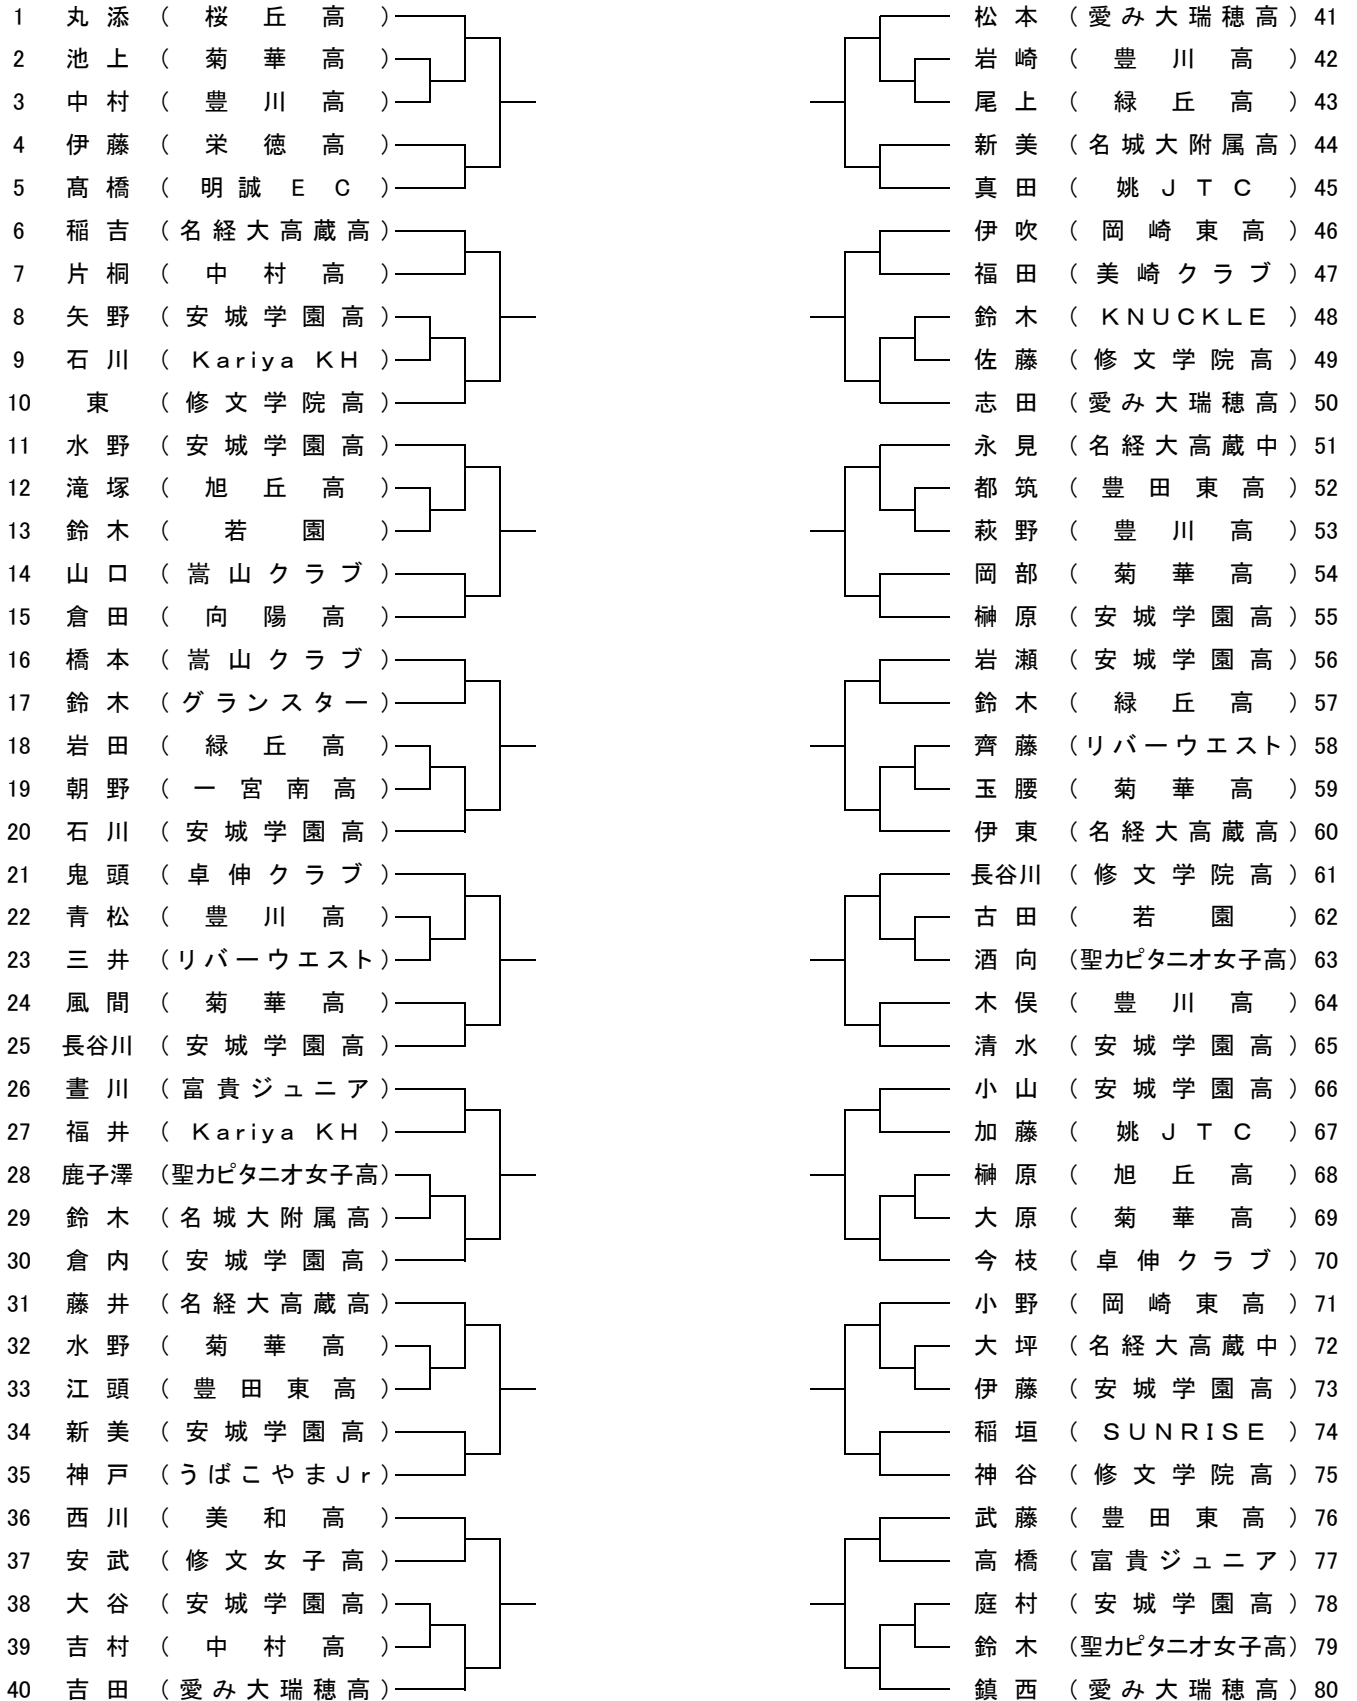 1 丸添 (桜丘高)
2 池上 (菊華高)
3 中村 (豊川高)
4 伊藤 (栄徳高)
5 髙橋 (明誠ＥＣ)
6 稲吉 (名経大高蔵高)
7 片桐 (中村高)
8 矢野 (安城学園高)
9 石川 (Kariya KH)
10 東 (修文学院高)
11 水野 (安城学園高)
12 滝塚 (旭丘高)
13 鈴木 (若園)
14 山口 (嵩山クラブ)
15 倉田 (向陽高)
16 橋本 (嵩山クラブ)
17 鈴木 (グランスター)
18 岩田 (緑丘高)
19 朝野 (一宮南高)
20 石川 (安城学園高)
21 鬼頭 (卓伸クラブ)
22 青松 (豊川高)
23 三井 (リバーウエスト)
24 風間 (菊華高)
25 長谷川 (安城学園高)
26 晝川 (富貴ジュニア)
27 福井 (Kariya KH)
28 鹿子澤 (聖カピタニオ女子高)
29 鈴木 (名城大附属高)
30 倉内 (安城学園高)
31 藤井 (名経大高蔵高)
32 水野 (菊華高)
33 江頭 (豊田東高)
34 新美 (安城学園高)
35 神戸 (うばこやまＪｒ)
36 西川 (美和高)
37 安武 (修文女子高)
38 大谷 (安城学園高)
39 吉村 (中村高)
40 吉田 (愛み大瑞穂高)
松本 (愛み大瑞穂高) 41
岩崎 (豊川高) 42
尾上 (緑丘高) 43
新美 (名城大附属高) 44
真田 (姚ＪＴＣ) 45
伊吹 (岡崎東高) 46
福田 (美崎クラブ) 47
鈴木 (ＫＮＵＣＫＬＥ) 48
佐藤 (修文学院高) 49
志田 (愛み大瑞穂高) 50
永見 (名経大高蔵中) 51
都筑 (豊田東高) 52
萩野 (豊川高) 53
岡部 (菊華高) 54
榊原 (安城学園高) 55
岩瀬 (安城学園高) 56
鈴木 (緑丘高) 57
齊藤 (リバーウエスト) 58
玉腰 (菊華高) 59
伊東 (名経大高蔵高) 60
長谷川 (修文学院高) 61
古田 (若園) 62
酒向 (聖カピタニオ女子高) 63
木俣 (豊川高) 64
清水 (安城学園高) 65
小山 (安城学園高) 66
加藤 (姚ＪＴＣ) 67
榊原 (旭丘高) 68
大原 (菊華高) 69
今枝 (卓伸クラブ) 70
小野 (岡崎東高) 71
大坪 (名経大高蔵中) 72
伊藤 (安城学園高) 73
稲垣 (ＳＵＮＲＩＳＥ) 74
神谷 (修文学院高) 75
武藤 (豊田東高) 76
高橋 (富貴ジュニア) 77
庭村 (安城学園高) 78
鈴木 (聖カピタニオ女子高) 79
鎮西 (愛み大瑞穂高) 80